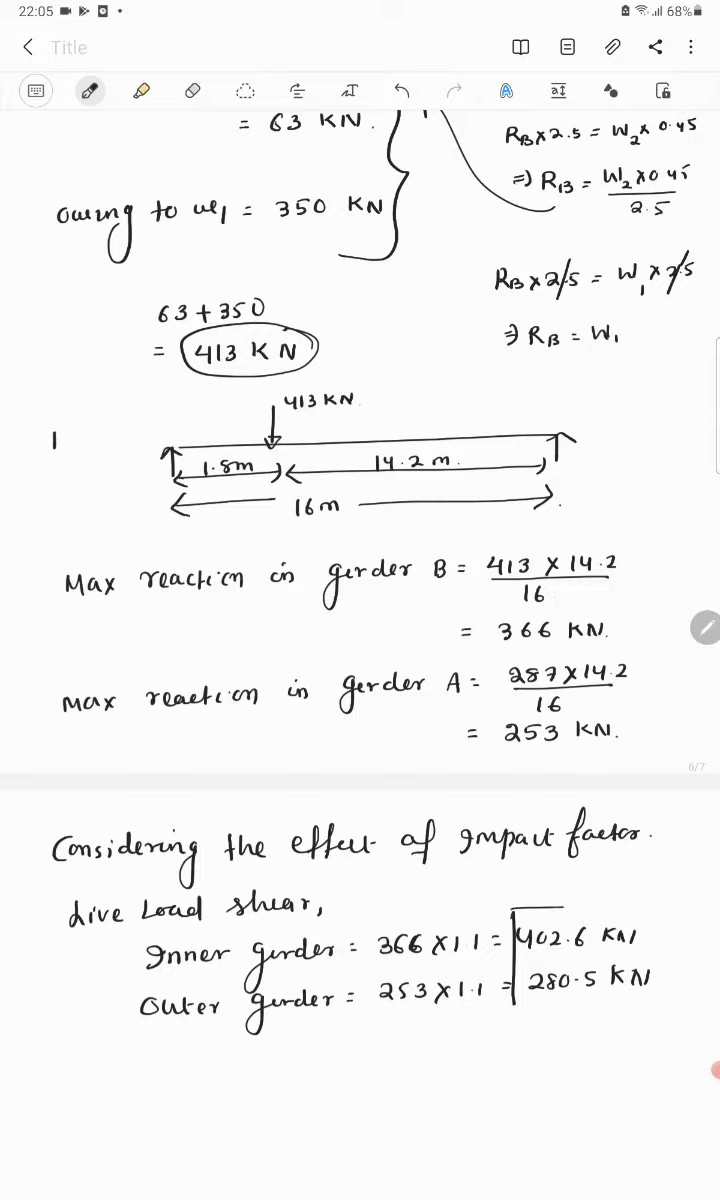 22:05
68%
Title
= 63 KN.
RB x 2.5 = W2 x 0.45
⇒ RB = W2 x 0.45 / 2.5
owing to W1 = 350 KN
RB x 2.5 = W1 x 2.5
⇒ RB = W1
63 + 350
= 413 KN
413 KN.
1.8m
14.2 m.
16m
Max reaction in girder B = 413 x 14.2 / 16
= 366 KN.
Max reaction in girder A = 287 x 14.2 / 16
= 253 KN.
6/7
Considering the effect of impact factor.
Live Load shear,
Inner girder = 366 x 1.1 = 402.6 KN
Outer girder = 253 x 1.1 = 280.5 KN